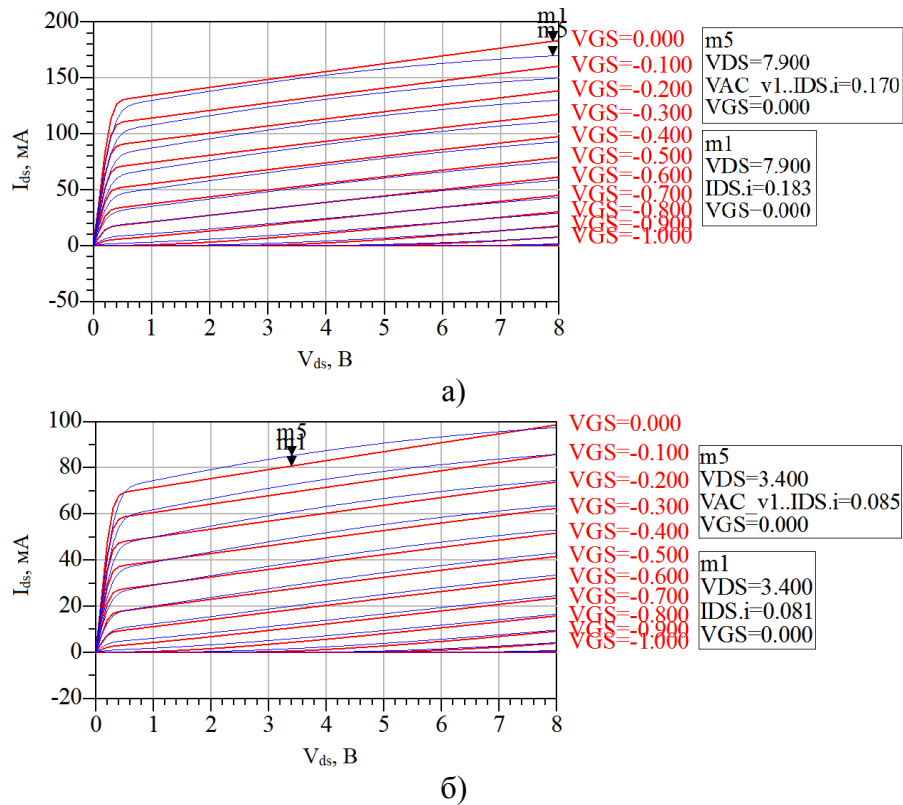 200
150
100
50
0
-50
I_ds, мА
m1
m5
VGS=0.000
VGS=-0.100
VGS=-0.200
VGS=-0.300
VGS=-0.400
VGS=-0.500
VGS=-0.600
VGS=-0.700
VGS=-0.800
VGS=-0.900
VGS=-1.000
m5
VDS=7.900
VAC_v1..IDS.i=0.170
VGS=0.000
m1
VDS=7.900
IDS.i=0.183
VGS=0.000
0 1 2 3 4 5 6 7 8
V_ds, В
а)
100
80
60
40
20
0
-20
I_ds, мА
m5
m1
VGS=0.000
VGS=-0.100
VGS=-0.200
VGS=-0.300
VGS=-0.400
VGS=-0.500
VGS=-0.600
VGS=-0.700
VGS=-0.800
VGS=-0.900
VGS=-1.000
m5
VDS=3.400
VAC_v1..IDS.i=0.085
VGS=0.000
m1
VDS=3.400
IDS.i=0.081
VGS=0.000
0 1 2 3 4 5 6 7 8
V_ds, В
б)